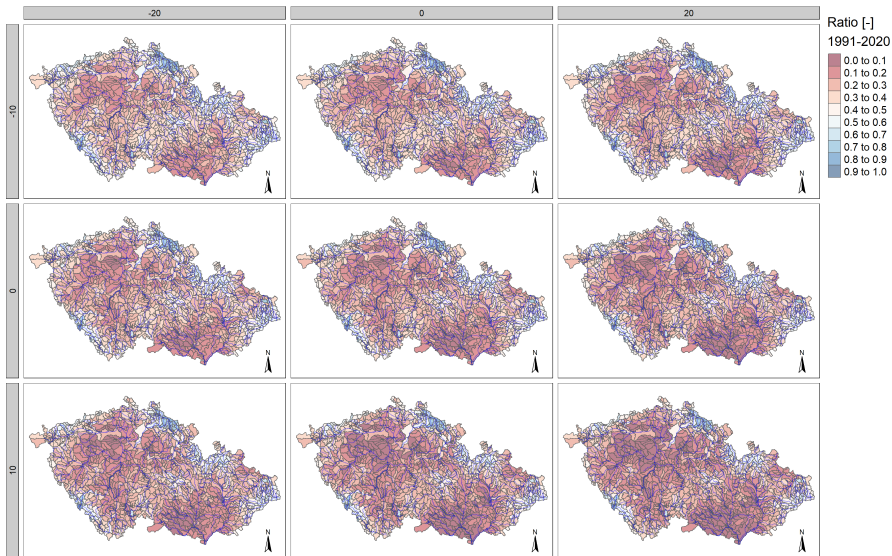 -20
0
20
Ratio [-]
1991-2020
0.0 to 0.1
0.1 to 0.2
0.2 to 0.3
0.3 to 0.4
0.4 to 0.5
0.5 to 0.6
0.6 to 0.7
0.7 to 0.8
0.8 to 0.9
0.9 to 1.0
-10
N
N
N
0
N
N
N
10
N
N
N